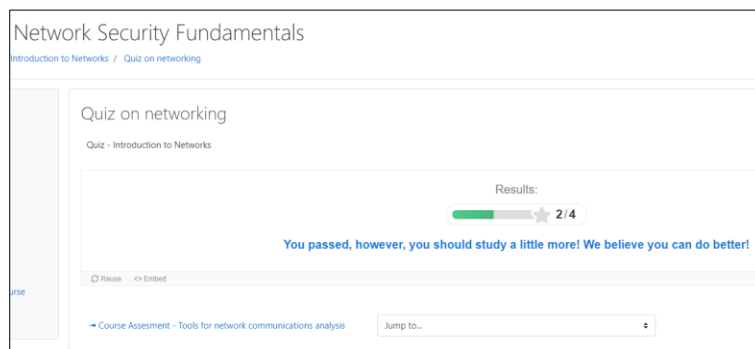 Network Security Fundamentals
Introduction to Networks / Quiz on networking
Quiz on networking
Quiz - Introduction to Networks
Results:
2/4
You passed, however, you should study a little more! We believe you can do better!
Reuse <> Embed
urse
◄ Course Assesment - Tools for network communications analysis
Jump to...